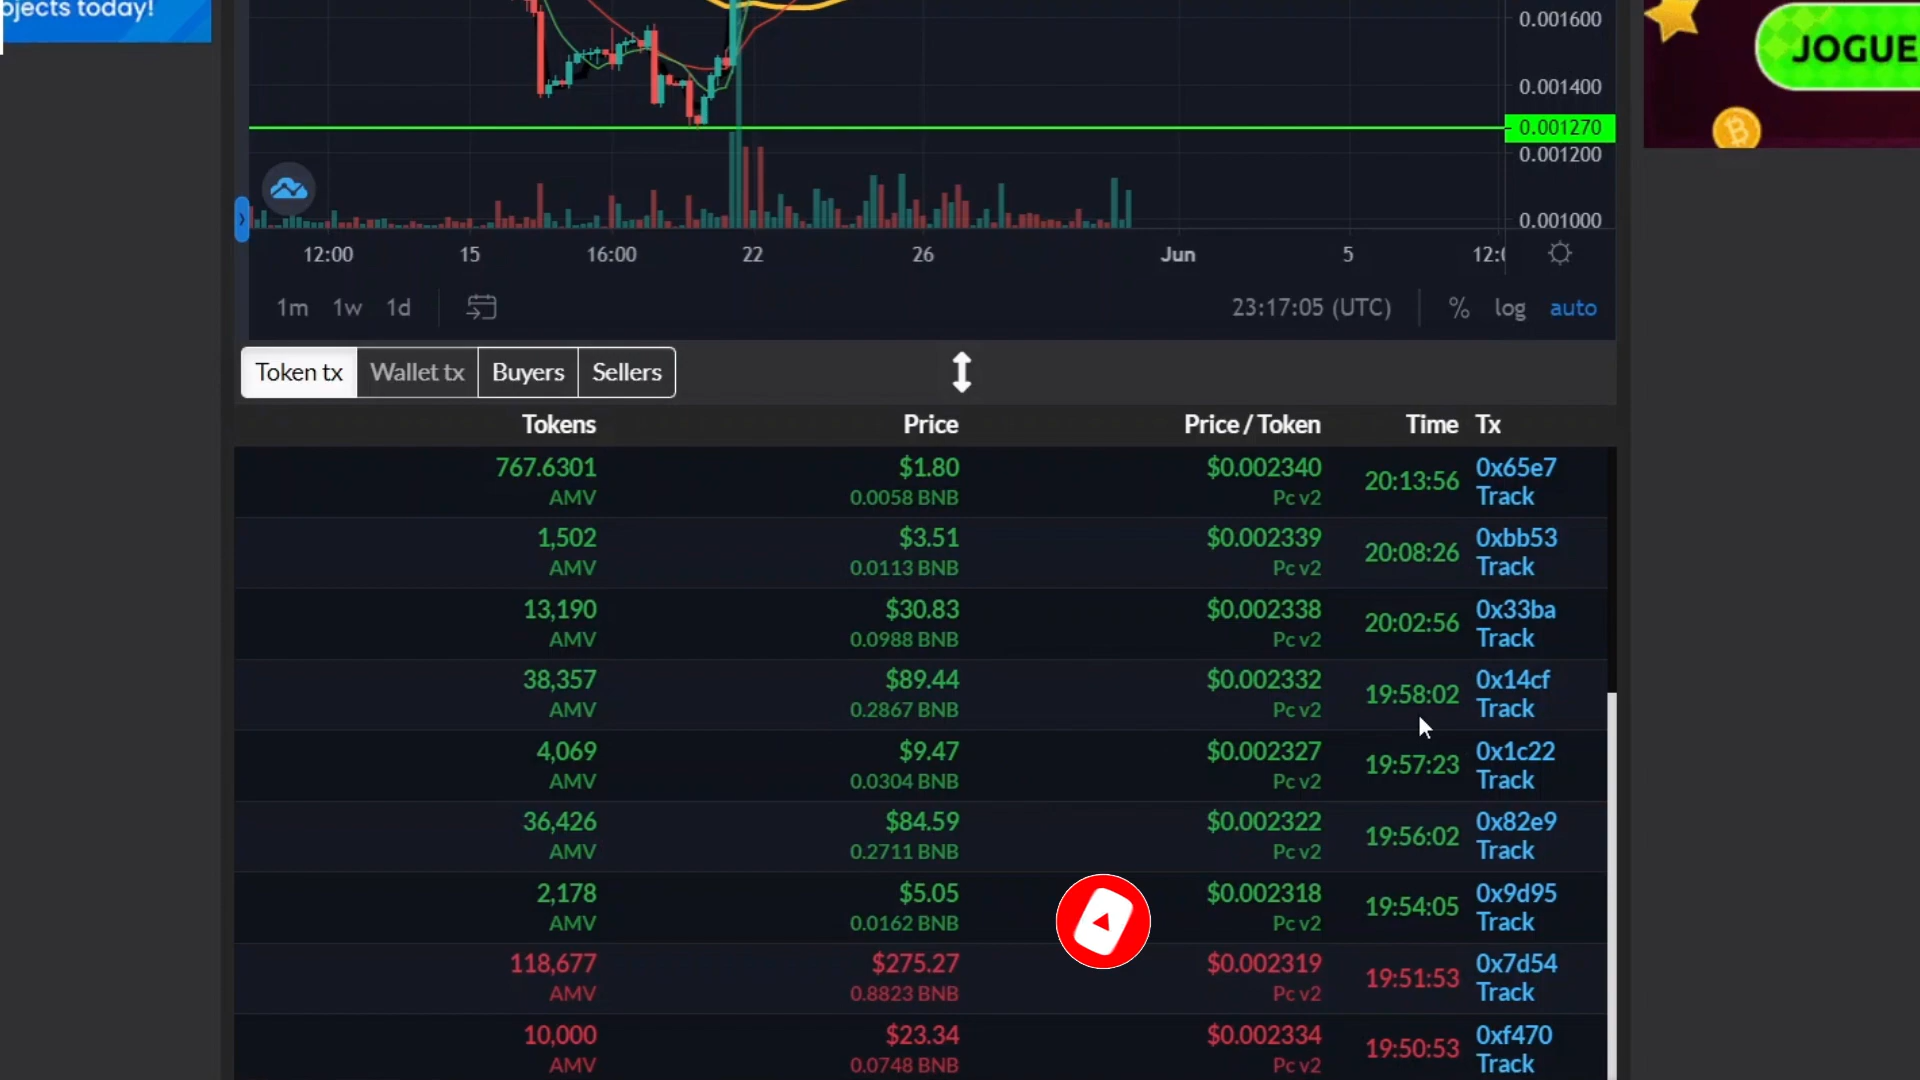 ojects today!
JOGUE
0.001600
0.001400
0.001270
0.001200
0.001000
12:00 15 16:00 22 26 Jun 5
1m 1w 1d 23:17:05 (UTC) % log auto
Token tx Wallet tx Buyers Sellers
Tokens Price Price / Token Time Tx
767.6301 $1.80 $0.002340 20:13:56 0x65e7
AMV 0.0058 BNB Pc v2 Track
1,502 $3.51 $0.002339 20:08:26 0xbb53
AMV 0.0113 BNB Pc v2 Track
13,190 $30.83 $0.002338 20:02:56 0x33ba
AMV 0.0988 BNB Pc v2 Track
38,357 $89.44 $0.002332 19:58:02 0x14cf
AMV 0.2867 BNB Pc v2 Track
4,069 $9.47 $0.002327 19:57:23 0x1c22
AMV 0.0304 BNB Pc v2 Track
36,426 $84.59 $0.002322 19:56:02 0x82e9
AMV 0.2711 BNB Pc v2 Track
2,178 $5.05 $0.002318 19:54:05 0x9d95
AMV 0.0162 BNB Pc v2 Track
118,677 $275.27 $0.002319 19:51:53 0x7d54
AMV 0.8823 BNB Pc v2 Track
10,000 $23.34 $0.002334 19:50:53 0xf470
AMV 0.0748 BNB Pc v2 Track